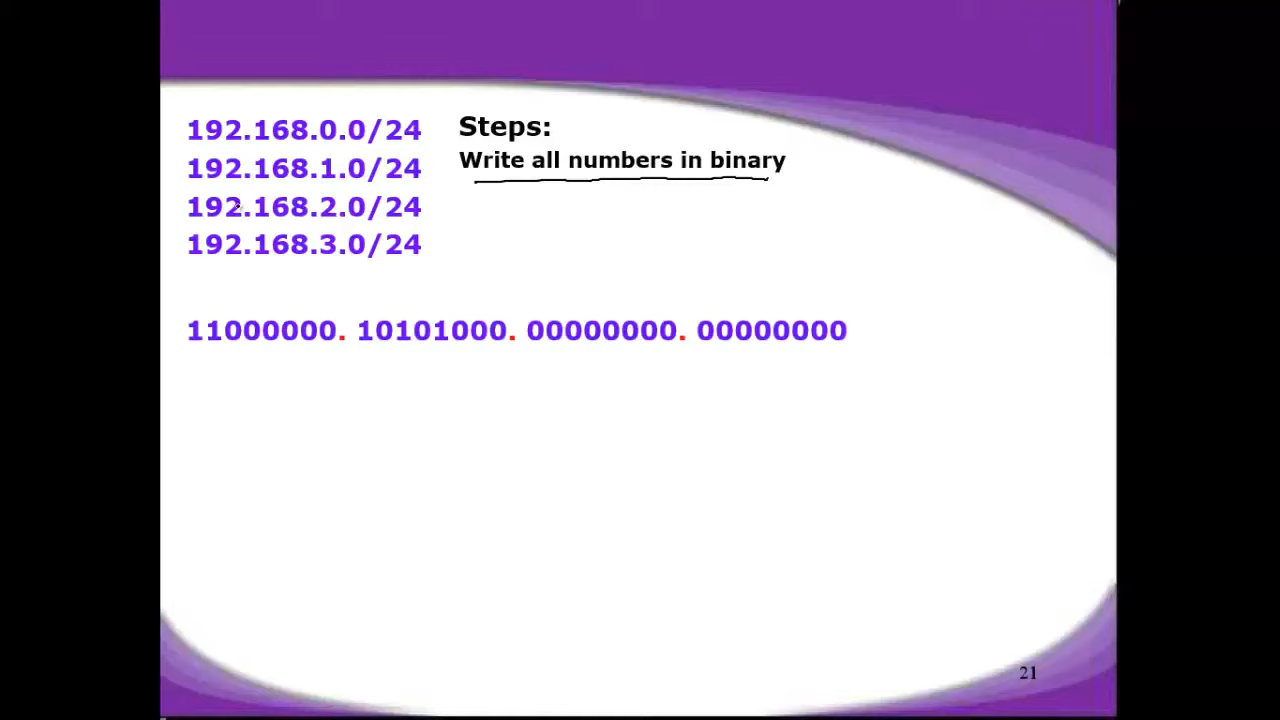 192.168.0.0/24
192.168.1.0/24
192.168.2.0/24
192.168.3.0/24
Steps:
Write all numbers in binary
11000000. 10101000. 00000000. 00000000
21